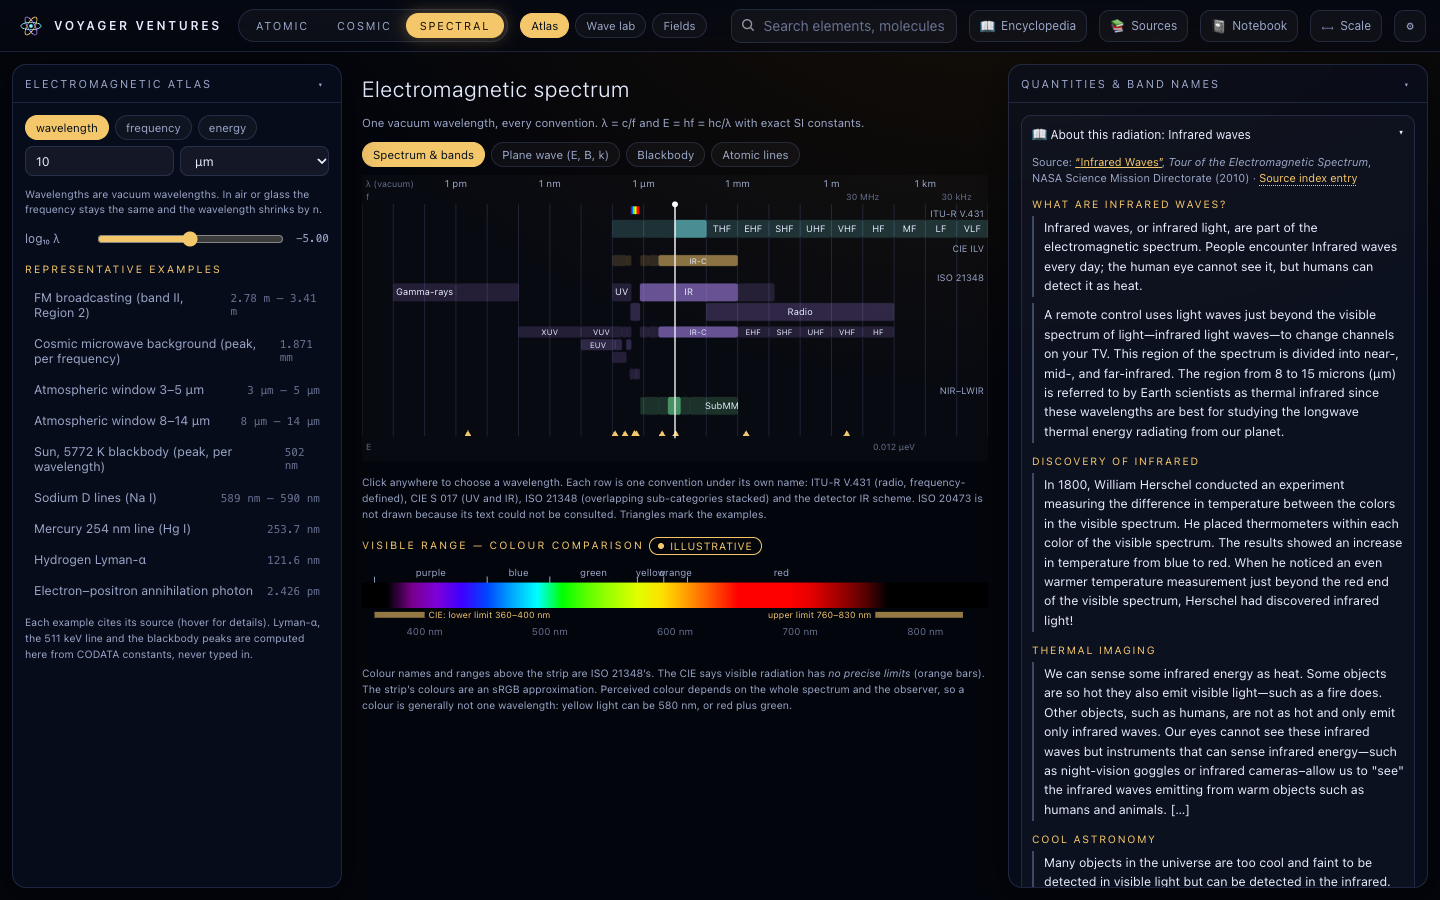 VOYAGER VENTURES
ATOMIC COSMIC SPECTRAL
Atlas Wave lab Fields
Search elements, molecules
📖 Encyclopedia
📚 Sources
📓 Notebook
Scale
ELECTROMAGNETIC ATLAS
wavelength frequency energy
10 μm
Wavelengths are vacuum wavelengths. In air or glass the
frequency stays the same and the wavelength shrinks by n.
log₁₀ λ −5.00
REPRESENTATIVE EXAMPLES
FM broadcasting (band II, 2.78 m – 3.41
Region 2) m
Cosmic microwave background (peak, 1.871
per frequency) mm
Atmospheric window 3–5 μm 3 μm – 5 μm
Atmospheric window 8–14 μm 8 μm – 14 μm
Sun, 5772 K blackbody (peak, per 502
wavelength) nm
Sodium D lines (Na I) 589 nm – 590 nm
Mercury 254 nm line (Hg I) 253.7 nm
Hydrogen Lyman-α 121.6 nm
Electron–positron annihilation photon 2.426 pm
Each example cites its source (hover for details). Lyman-α,
the 511 keV line and the blackbody peaks are computed
here from CODATA constants, never typed in.
Electromagnetic spectrum
One vacuum wavelength, every convention. λ = c/f and E = hf = hc/λ with exact SI constants.
Spectrum & bands Plane wave (E, B, k) Blackbody Atomic lines
λ (vacuum) 1 pm 1 nm 1 μm 1 mm 1 m 1 km
f 30 MHz 30 kHz
ITU-R V.431
THF EHF SHF UHF VHF HF MF LF VLF
CIE ILV
IR-C
ISO 21348
Gamma-rays UV IR
Radio
XUV VUV IR-C EHF SHF UHF VHF HF
EUV
NIR–LWIR
SubMM
E 0.012 μeV
Click anywhere to choose a wavelength. Each row is one convention under its own name: ITU-R V.431 (radio, frequency-
defined), CIE S 017 (UV and IR), ISO 21348 (overlapping sub-categories stacked) and the detector IR scheme. ISO 20473 is
not drawn because its text could not be consulted. Triangles mark the examples.
VISIBLE RANGE — COLOUR COMPARISON ILLUSTRATIVE
purple blue green yellow orange red
CIE: lower limit 360–400 nm upper limit 760–830 nm
400 nm 500 nm 600 nm 700 nm 800 nm
Colour names and ranges above the strip are ISO 21348's. The CIE says visible radiation has no precise limits (orange bars).
The strip's colours are an sRGB approximation. Perceived colour depends on the whole spectrum and the observer, so a
colour is generally not one wavelength: yellow light can be 580 nm, or red plus green.
QUANTITIES & BAND NAMES
📖 About this radiation: Infrared waves
Source: “Infrared Waves”, Tour of the Electromagnetic Spectrum,
NASA Science Mission Directorate (2010) · Source index entry
WHAT ARE INFRARED WAVES?
Infrared waves, or infrared light, are part of the
electromagnetic spectrum. People encounter Infrared waves
every day; the human eye cannot see it, but humans can
detect it as heat.
A remote control uses light waves just beyond the visible
spectrum of light—infrared light waves—to change channels
on your TV. This region of the spectrum is divided into near-,
mid-, and far-infrared. The region from 8 to 15 microns (μm)
is referred to by Earth scientists as thermal infrared since
these wavelengths are best for studying the longwave
thermal energy radiating from our planet.
DISCOVERY OF INFRARED
In 1800, William Herschel conducted an experiment
measuring the difference in temperature between the colors
in the visible spectrum. He placed thermometers within each
color of the visible spectrum. The results showed an increase
in temperature from blue to red. When he noticed an even
warmer temperature measurement just beyond the red end
of the visible spectrum, Herschel had discovered infrared
light!
THERMAL IMAGING
We can sense some infrared energy as heat. Some objects
are so hot they also emit visible light—such as a fire does.
Other objects, such as humans, are not as hot and only emit
only infrared waves. Our eyes cannot see these infrared
waves but instruments that can sense infrared energy—such
as night-vision goggles or infrared cameras–allow us to "see"
the infrared waves emitting from warm objects such as
humans and animals. […]
COOL ASTRONOMY
Many objects in the universe are too cool and faint to be
detected in visible light but can be detected in the infrared.